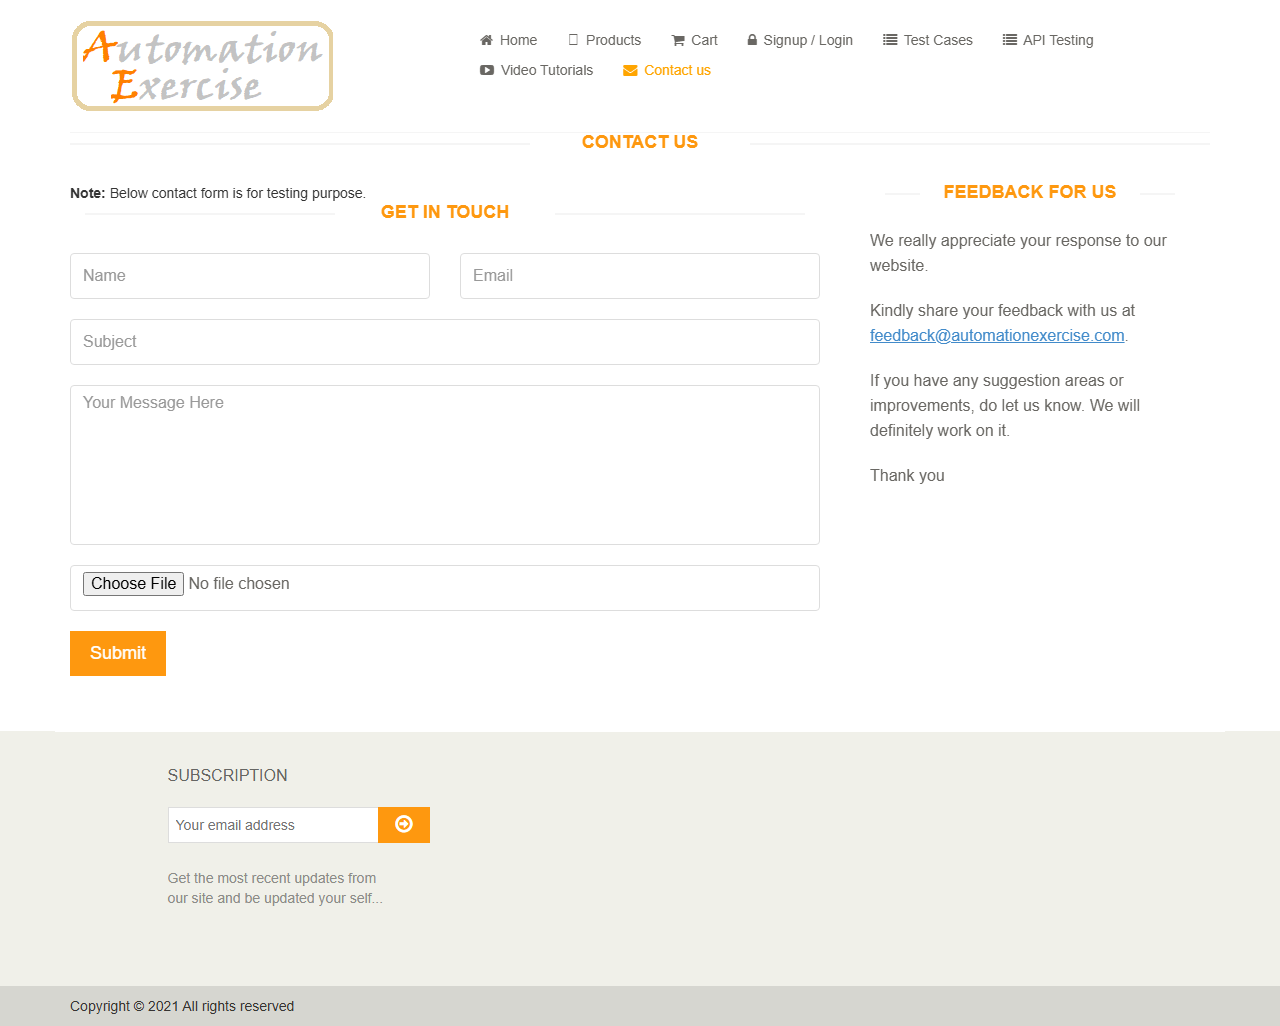 Automation
Exercise
Home
Products
Cart
Signup / Login
Test Cases
API Testing
Video Tutorials
Contact us
CONTACT US
Note: Below contact form is for testing purpose.
GET IN TOUCH
Name
Email
Subject
Your Message Here
Choose File No file chosen
Submit
FEEDBACK FOR US
We really appreciate your response to our
website.
Kindly share your feedback with us at
feedback@automationexercise.com.
If you have any suggestion areas or
improvements, do let us know. We will
definitely work on it.
Thank you
SUBSCRIPTION
Your email address
Get the most recent updates from
our site and be updated your self...
Copyright © 2021 All rights reserved